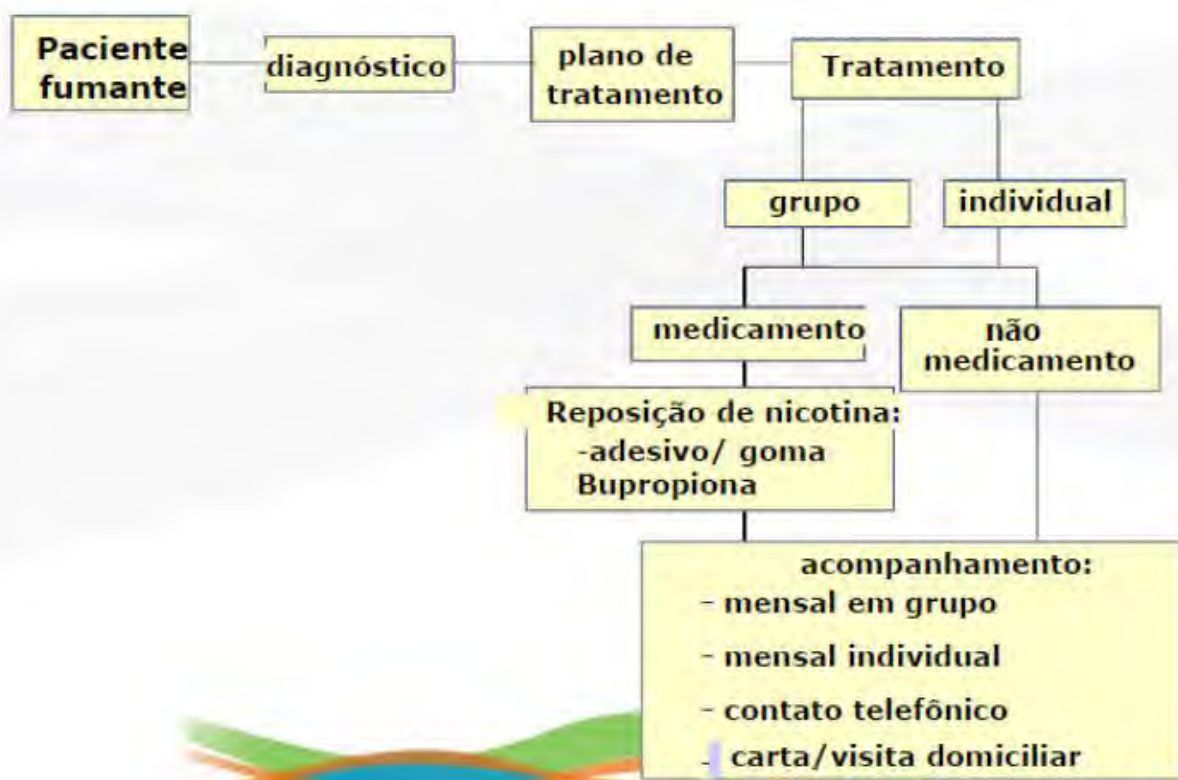 Paciente
fumante
diagnóstico
plano de
tratamento
Tratamento
grupo
individual
medicamento
não
medicamento
Reposição de nicotina:
-adesivo/ goma
Bupropiona
acompanhamento:
- mensal em grupo
- mensal individual
- contato telefônico
- carta/visita domiciliar